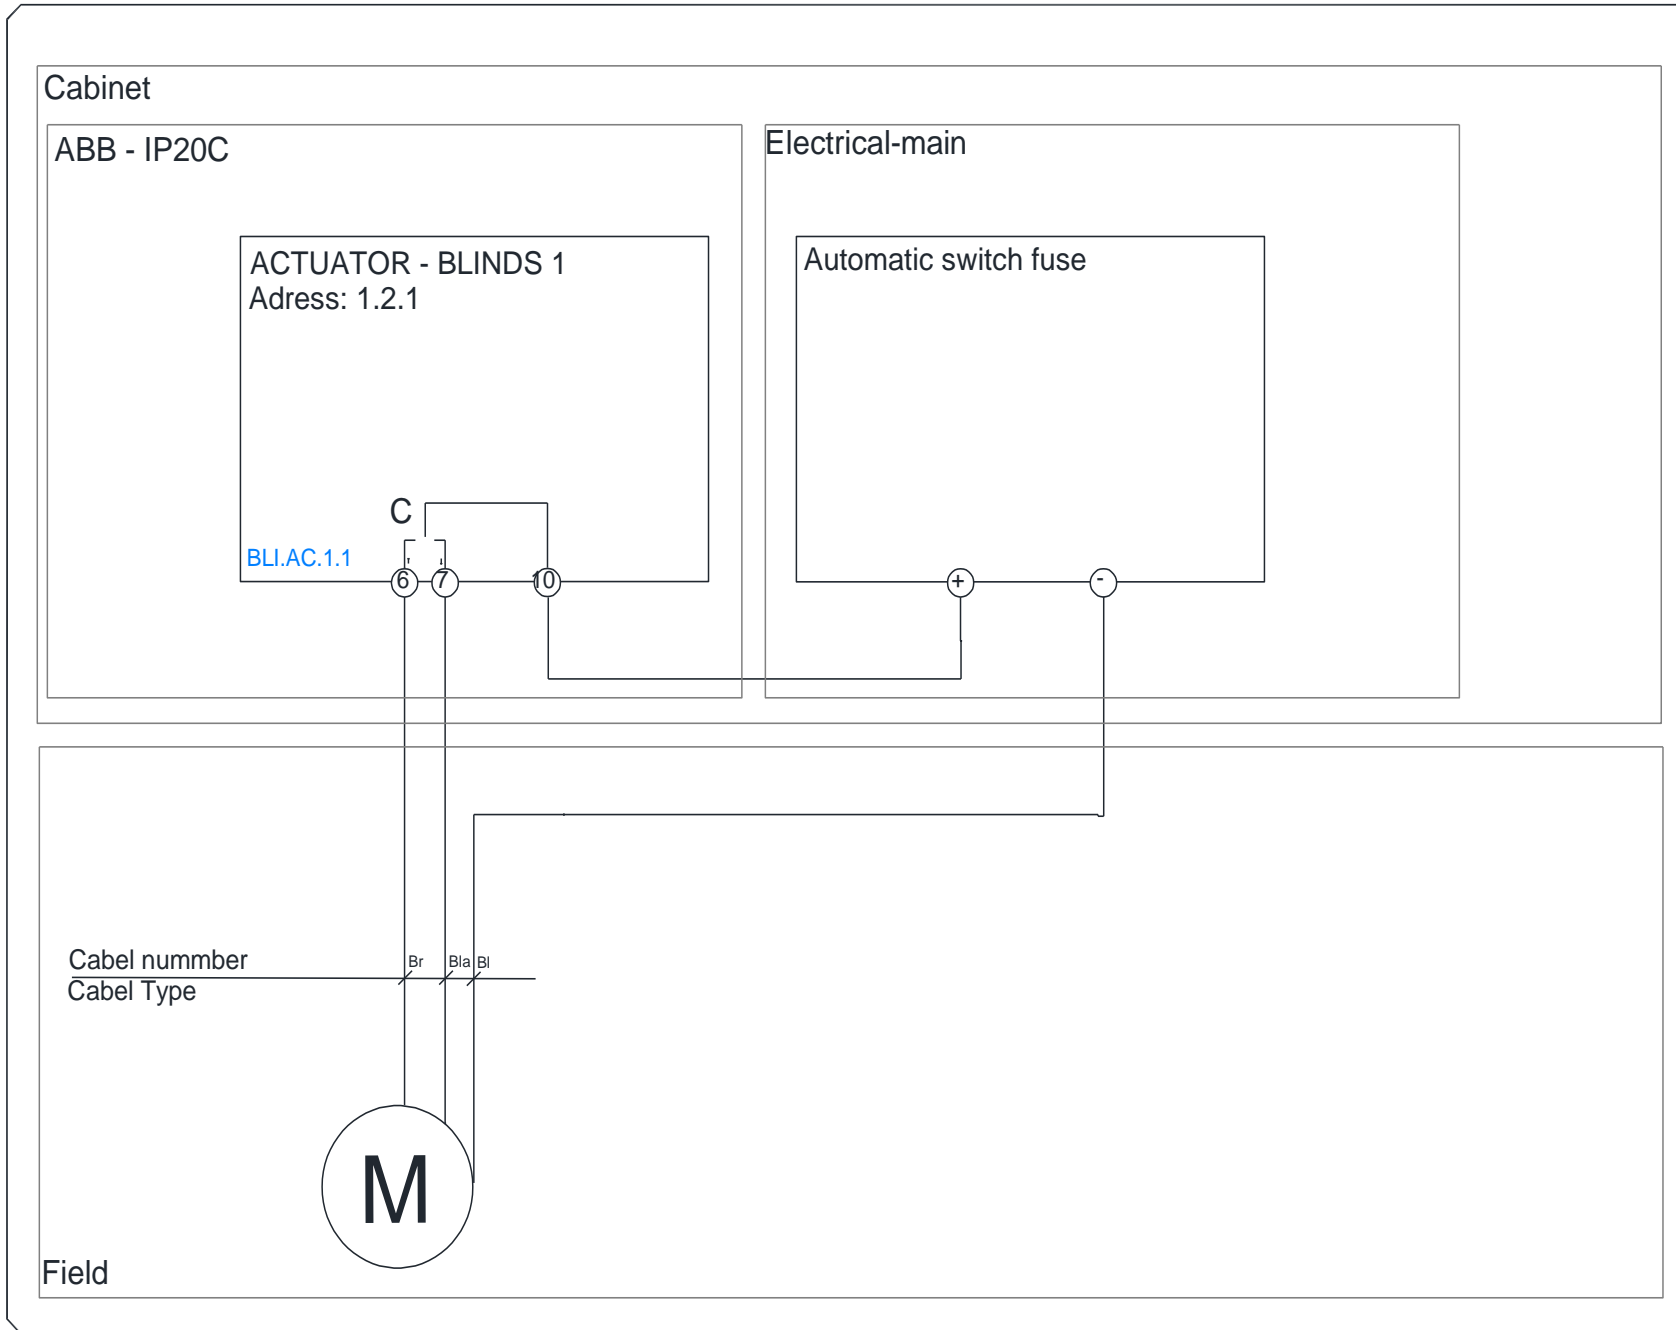 Cabinet
ABB - IP20C
Electrical-main
ACTUATOR - BLINDS 1
Adress: 1.2.1
Automatic switch fuse
C
BLI.AC.1.1
6 7 10 + -
Cabel nummber
Br Bla Bl
Cabel Type
M
Field